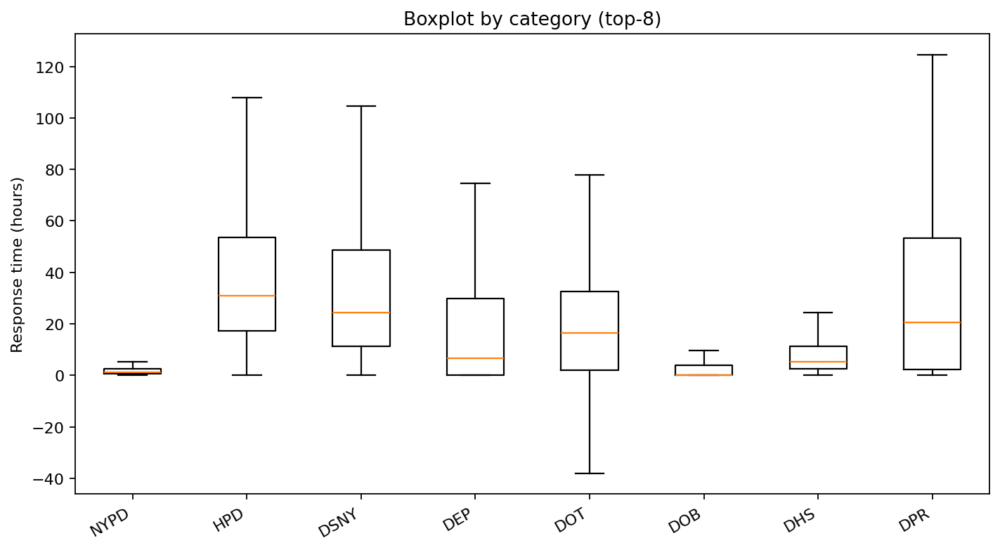 Boxplot by category (top-8)
Response time (hours)
120
100
80
60
40
20
0
−20
−40
NYPD
HPD
DSNY
DEP
DOT
DOB
DHS
DPR